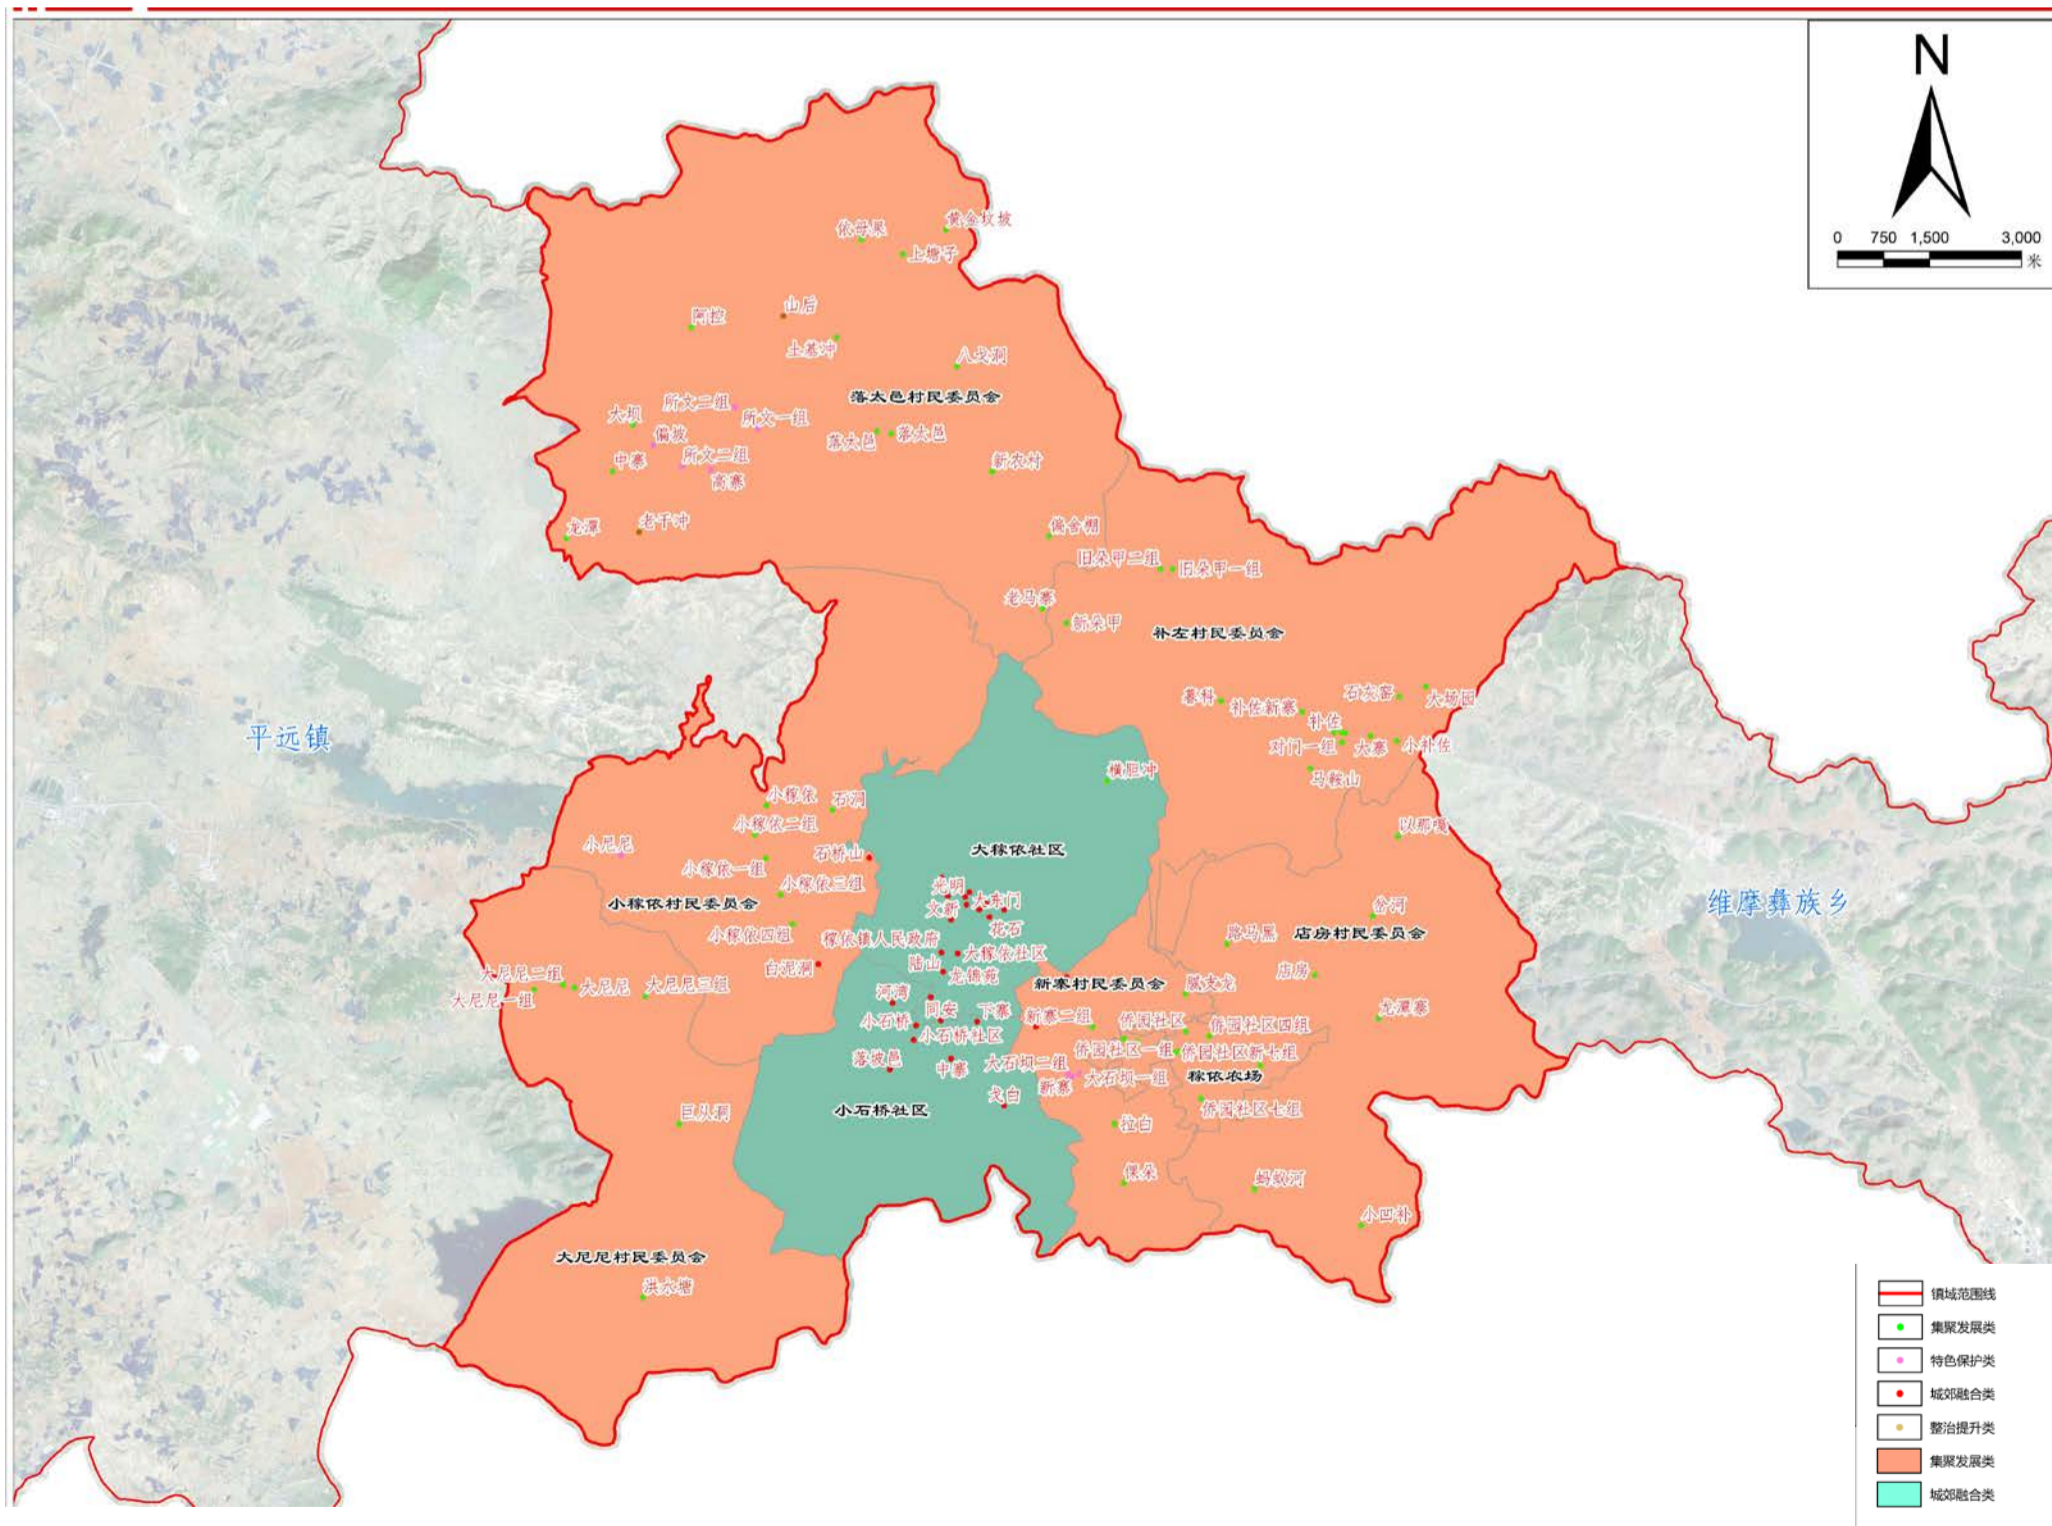 N
0 750 1,500 3,000
米
黄金坟坡
依母果
上塘子
山后
阿控
土基冲
八戈洞
落太邑村民委员会
所文二组
大坝
所文一组
偏坡
落太邑
落太邑
所文二组
中寨
新农村
高寨
老干冲
龙潭
偏舍棚
旧朵甲二组
旧朵甲一组
老马寨
新朵甲
补左村民委员会
石灰窑
大场园
暮科
补佐新寨
补佐
平远镇
对门一组
大寨
小补佐
横胆冲
马鞍山
小稼依
石洞
小稼依二组
以那嘎
小尼尼
石桥山
大稼依社区
小稼依一组
小稼依三组
光明
大东门
小稼依村民委员会
维摩彝族乡
文新
岔河
花石
小稼依四组
稼依镇人民政府
路马黑
店房村民委员会
大稼依社区
陆山
白泥洞
大尼尼二组
龙锦苑
店房
大尼尼
大尼尼三组
新寨村民委员会
腻支龙
大尼尼一组
河湾
同安
下寨
新寨二组
侨园社区
侨园社区四组
龙潭寨
小石桥
小石桥社区
侨园社区一组
侨园社区新七组
落坡邑
中寨
大石坝二组
新寨
大石坝一组
稼依农场
戈白
小石桥社区
侨园社区七组
巨从洞
拉白
倮朵
蚂蚁河
小凹补
大尼尼村民委员会
洪水塘
镇域范围线
集聚发展类
特色保护类
城郊融合类
整治提升类
集聚发展类
城郊融合类